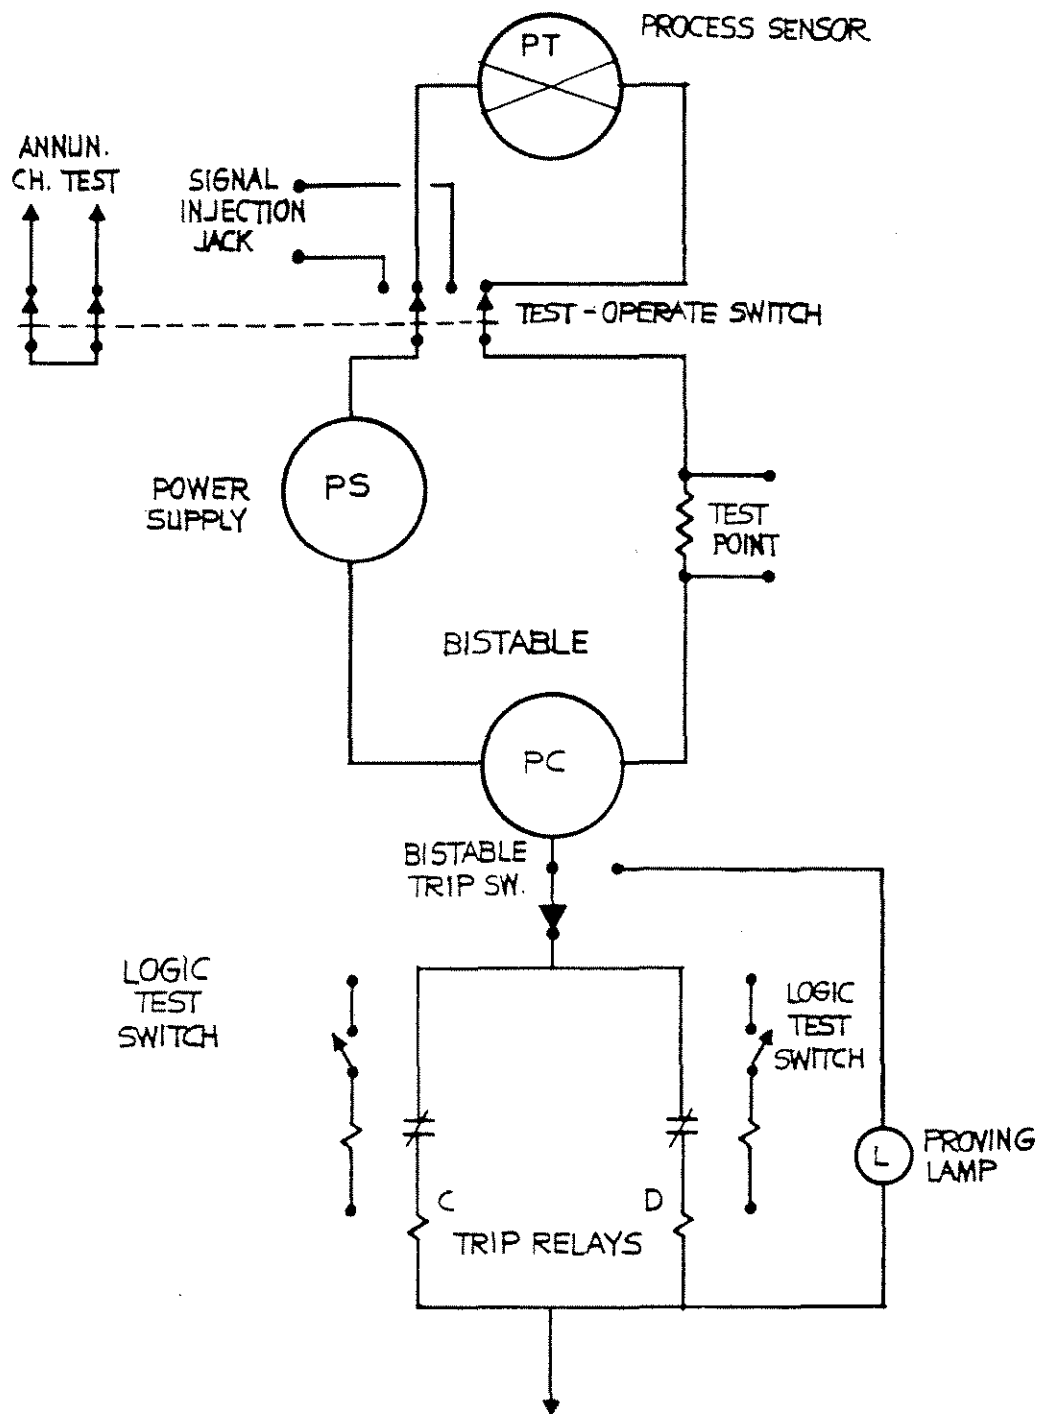 PT
PROCESS SENSOR
ANNUN.
CH. TEST
SIGNAL
INJECTION
JACK
TEST - OPERATE SWITCH
PS
POWER
SUPPLY
TEST
POINT
BISTABLE
PC
BISTABLE
TRIP SW.
LOGIC
TEST
SWITCH
LOGIC
TEST
SWITCH
L
PROVING
LAMP
C
D
TRIP RELAYS